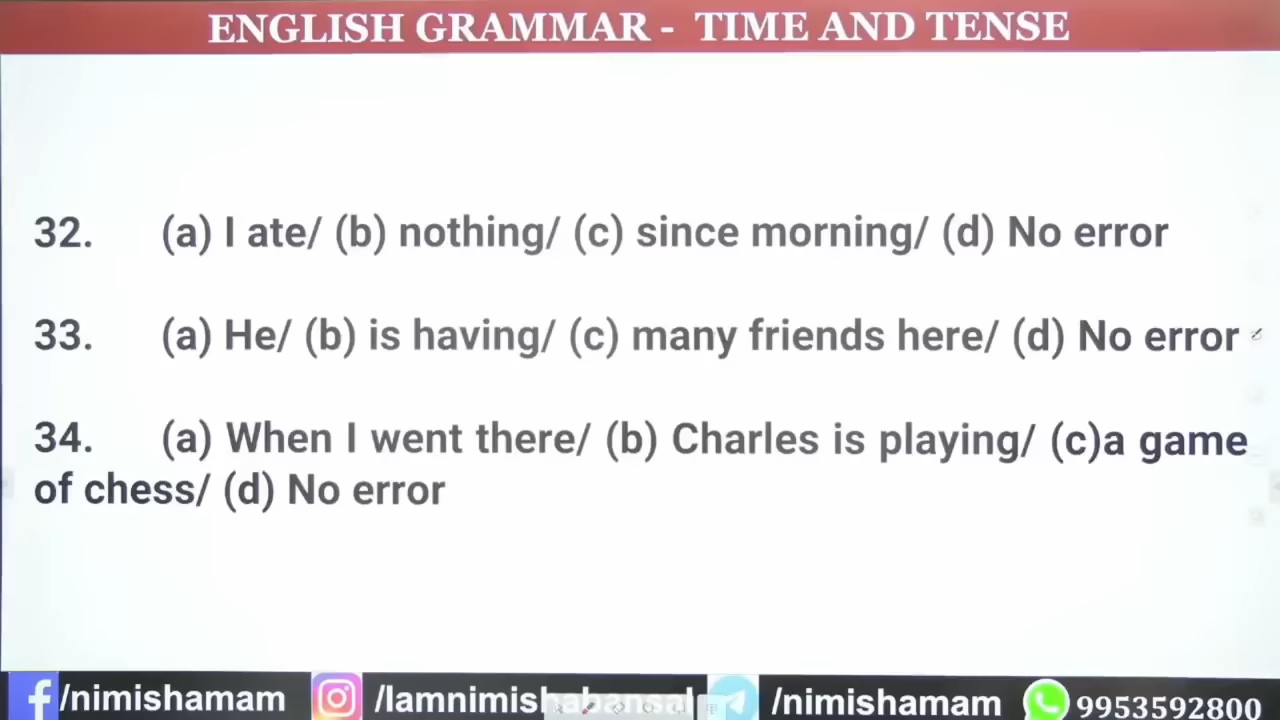 ENGLISH GRAMMAR - TIME AND TENSE
32. (a) I ate/ (b) nothing/ (c) since morning/ (d) No error
33. (a) He/ (b) is having/ (c) many friends here/ (d) No error
34. (a) When I went there/ (b) Charles is playing/ (c)a game
of chess/ (d) No error
/nimishamam /Iamnimishabansal /nimishamam 9953592800